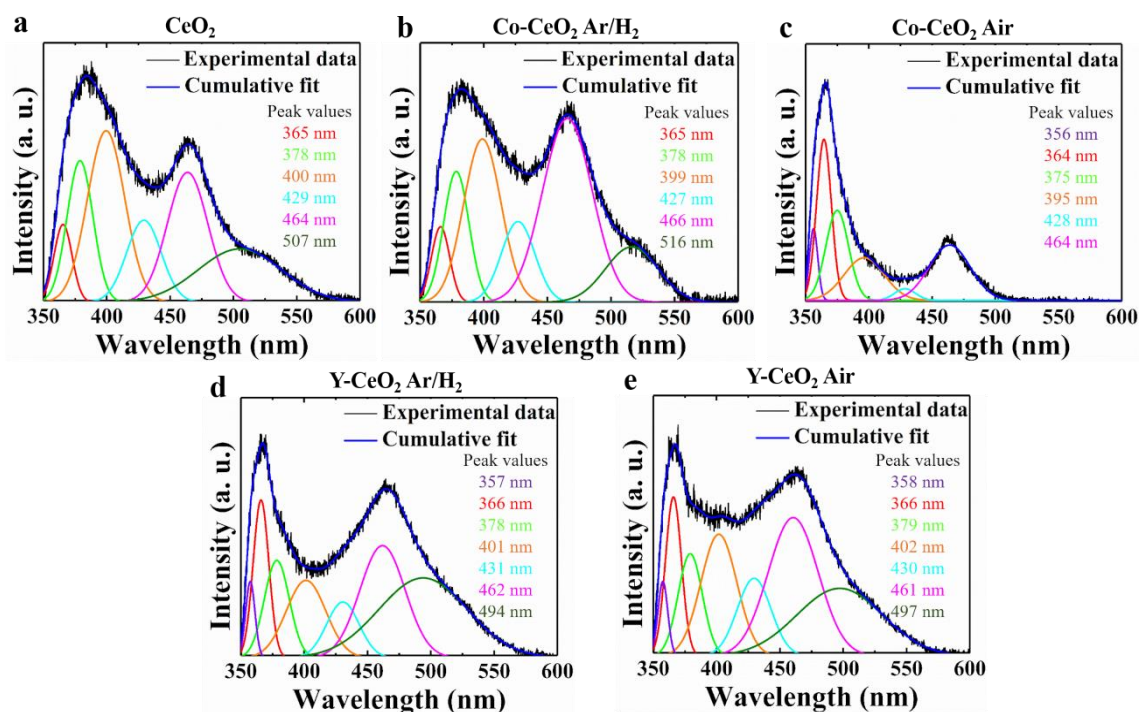 a
CeO₂
Experimental data
Cumulative fit
Peak values
365 nm
378 nm
400 nm
429 nm
464 nm
507 nm
Intensity (a. u.)
350 400 450 500 550 600
Wavelength (nm)
b
Co-CeO₂ Ar/H₂
Experimental data
Cumulative fit
Peak values
365 nm
378 nm
399 nm
427 nm
466 nm
516 nm
Intensity (a. u.)
350 400 450 500 550 600
Wavelength (nm)
c
Co-CeO₂ Air
Experimental data
Cumulative fit
Peak values
356 nm
364 nm
375 nm
395 nm
428 nm
464 nm
Intensity (a. u.)
350 400 450 500 550 600
Wavelength (nm)
d
Y-CeO₂ Ar/H₂
Experimental data
Cumulative fit
Peak values
357 nm
366 nm
378 nm
401 nm
431 nm
462 nm
494 nm
Intensity (a. u.)
350 400 450 500 550 600
Wavelength (nm)
e
Y-CeO₂ Air
Experimental data
Cumulative fit
Peak values
358 nm
366 nm
379 nm
402 nm
430 nm
461 nm
497 nm
Intensity (a. u.)
350 400 450 500 550 600
Wavelength (nm)